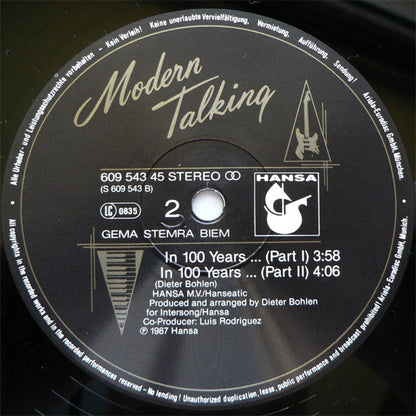 Alle Urheber- und Leistungsschutzrechte vorbehalten – Kein Verleih! Keine unerlaubte Vervielfältigung, Vermietung, Aufführung, Sendung! Ariola-Eurodisc GmbH, München
Modern
Talking
609 543 45 STEREO
(S 609 543 B)
LC 0835
2
HANSA
GEMA STEMRA BIEM
In 100 Years ... (Part I) 3:58
In 100 Years ... (Part II) 4:06
(Dieter Bohlen)
HANSA M.V./Hanseatic
Produced and arranged by Dieter Bohlen
for Intersong/Hansa
Co-Producer: Luis Rodriguez
℗ 1987 Hansa
All copyrights in the recorded works and in the recorded performances reserved – No lending! Unauthorized duplication, lease, public performance and broadcast prohibited! Ariola-Eurodisc GmbH, Munich.